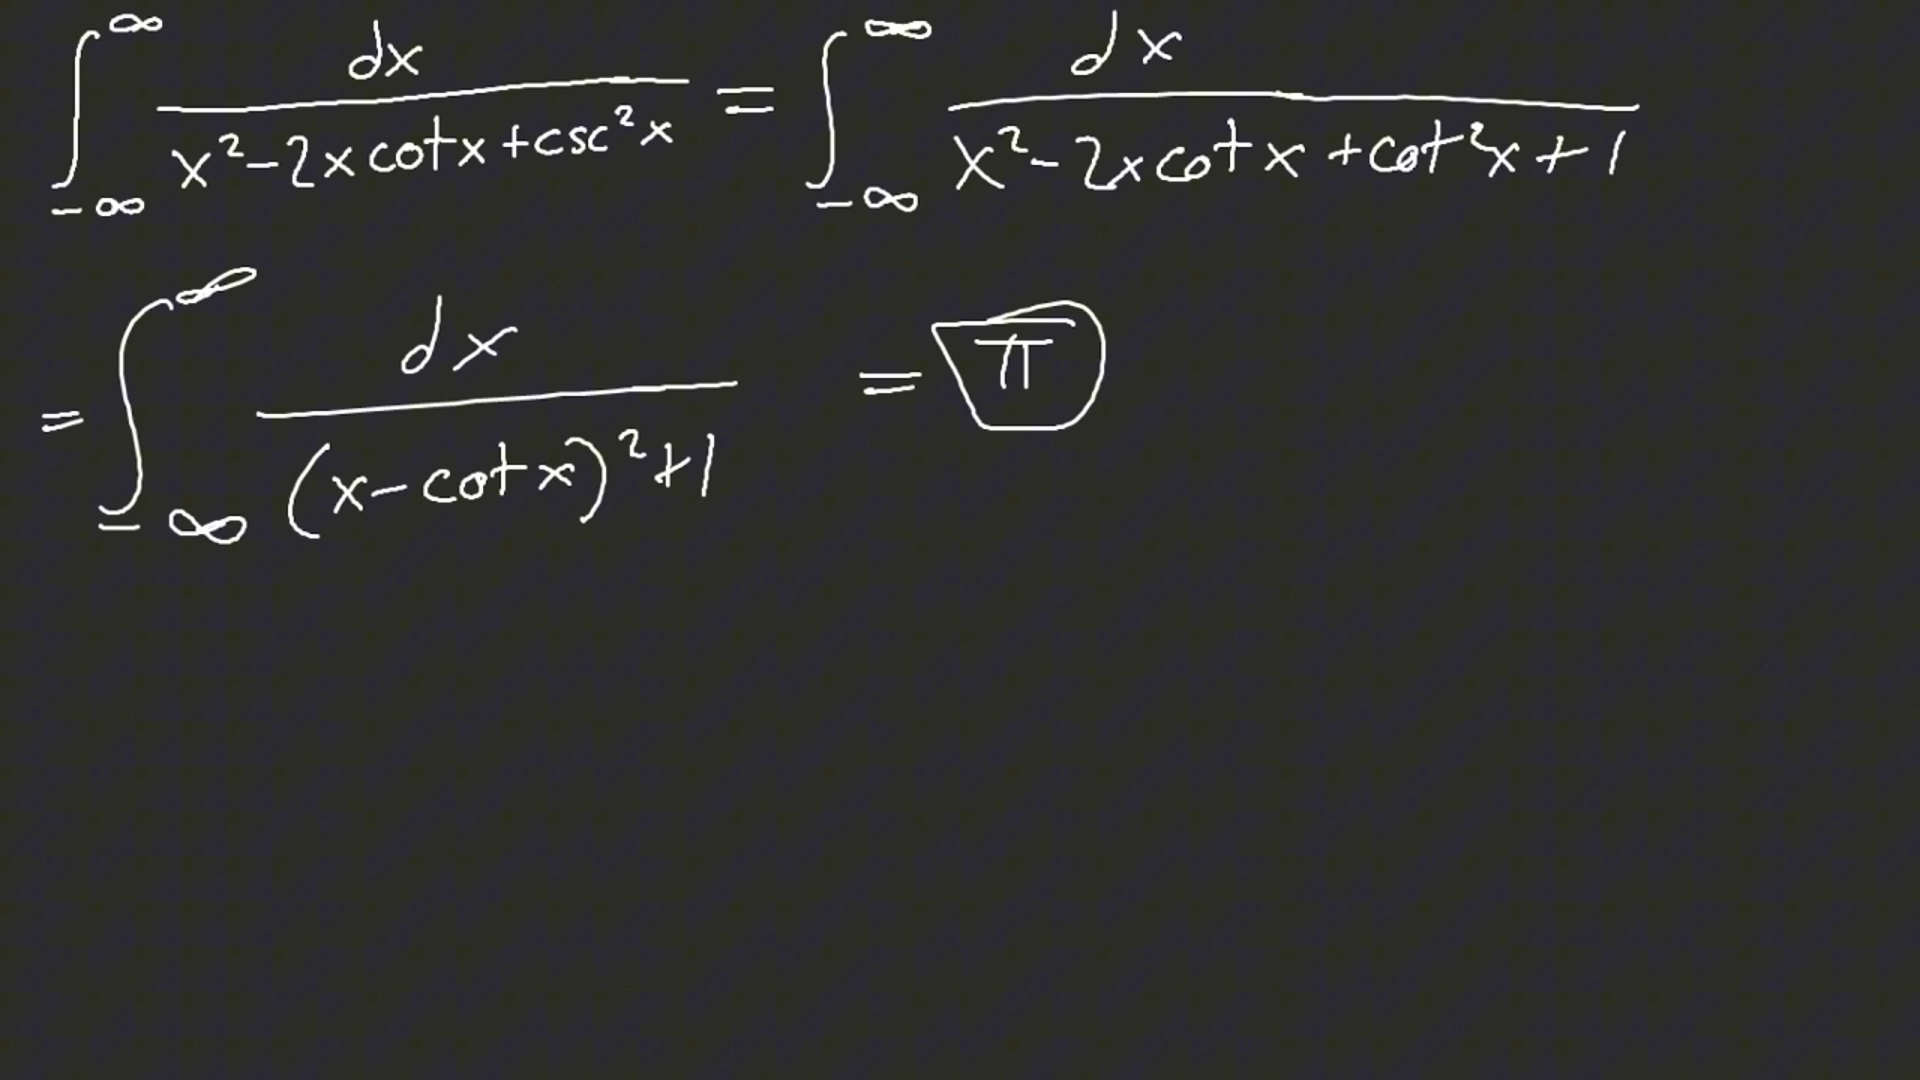 ∫_{-∞}^{∞} dx / (x² - 2x cot x + csc² x) = ∫_{-∞}^{∞} dx / (x² - 2x cot x + cot² x + 1)
= ∫_{-∞}^{∞} dx / ((x - cot x)² + 1) = π